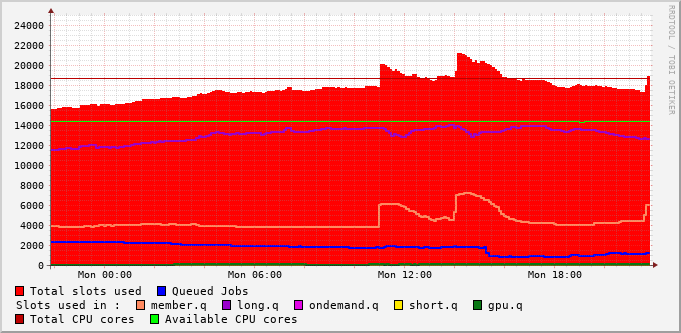 24000
22000
20000
18000
16000
14000
12000
10000
8000
6000
4000
2000
0
Mon 00:00 Mon 06:00 Mon 12:00 Mon 18:00
Total slots used Queued Jobs
Slots used in : member.q long.q ondemand.q short.q gpu.q
Total CPU cores Available CPU cores
RRDTOOL / TOBI OETIKER